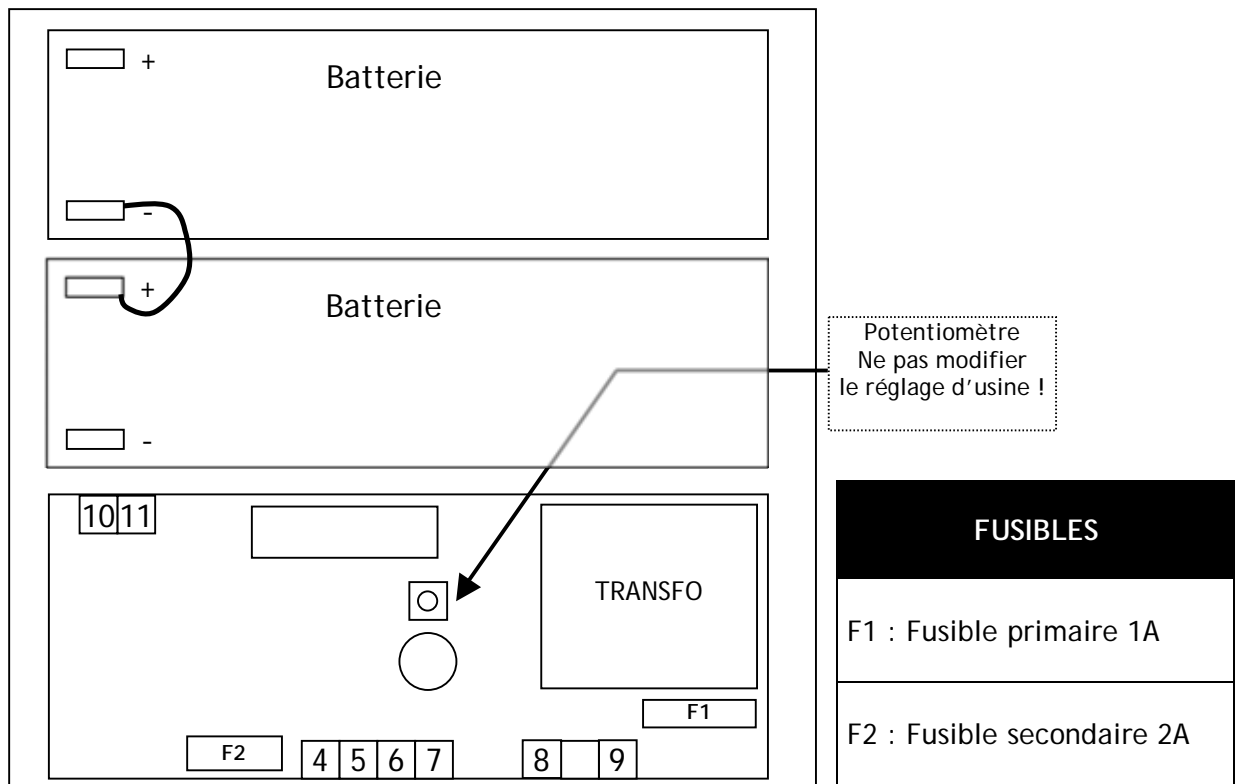 +
Batterie
-
+
Batterie
-
Potentiomètre
Ne pas modifier
le réglage d'usine !
10 11
TRANSFO
F1
F2
4 5 6 7 8 9
FUSIBLES
F1 : Fusible primaire 1A
F2 : Fusible secondaire 2A